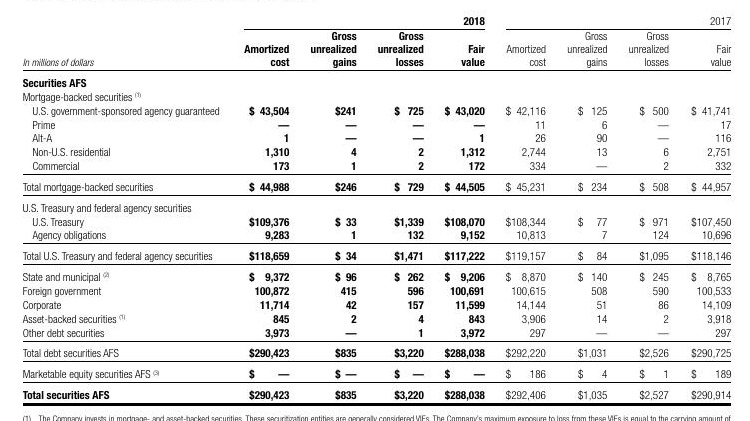 2018 2017
Gross Gross Gross Gross
Amortized unrealized unrealized Fair Amortized unrealized unrealized Fair
In millions of dollars cost gains losses value cost gains losses value
Securities AFS
Mortgage-backed securities (1)
U.S. government-sponsored agency guaranteed $ 43,504 $241 $ 725 $ 43,020 $ 42,116 $ 125 $ 500 $ 41,741
Prime — — — — 11 6 — 17
Alt-A 1 — — 1 26 90 — 116
Non-U.S. residential 1,310 4 2 1,312 2,744 13 6 2,751
Commercial 173 1 2 172 334 — 2 332
Total mortgage-backed securities $ 44,988 $246 $ 729 $ 44,505 $ 45,231 $ 234 $ 508 $ 44,957
U.S. Treasury and federal agency securities
U.S. Treasury $109,376 $ 33 $1,339 $108,070 $108,344 $ 77 $ 971 $107,450
Agency obligations 9,283 1 132 9,152 10,813 7 124 10,696
Total U.S. Treasury and federal agency securities $118,659 $ 34 $1,471 $117,222 $119,157 $ 84 $1,095 $118,146
State and municipal (2) $ 9,372 $ 96 $ 262 $ 9,206 $ 8,870 $ 140 $ 245 $ 8,765
Foreign government 100,872 415 596 100,691 100,615 508 590 100,533
Corporate 11,714 42 157 11,599 14,144 51 86 14,109
Asset-backed securities (1) 845 2 4 843 3,906 14 2 3,918
Other debt securities 3,973 — 1 3,972 297 — — 297
Total debt securities AFS $290,423 $835 $3,220 $288,038 $292,220 $1,031 $2,526 $290,725
Marketable equity securities AFS (3) $ — $ — $ — $ — $ 186 $ 4 $ 1 $ 189
Total securities AFS $290,423 $835 $3,220 $288,038 $292,406 $1,035 $2,527 $290,914
(1) The Company invests in mortgage- and asset-backed securities. These securitization entities are generally considered VIEs. The Company's maximum exposure to loss from these VIEs is equal to the carrying amount of